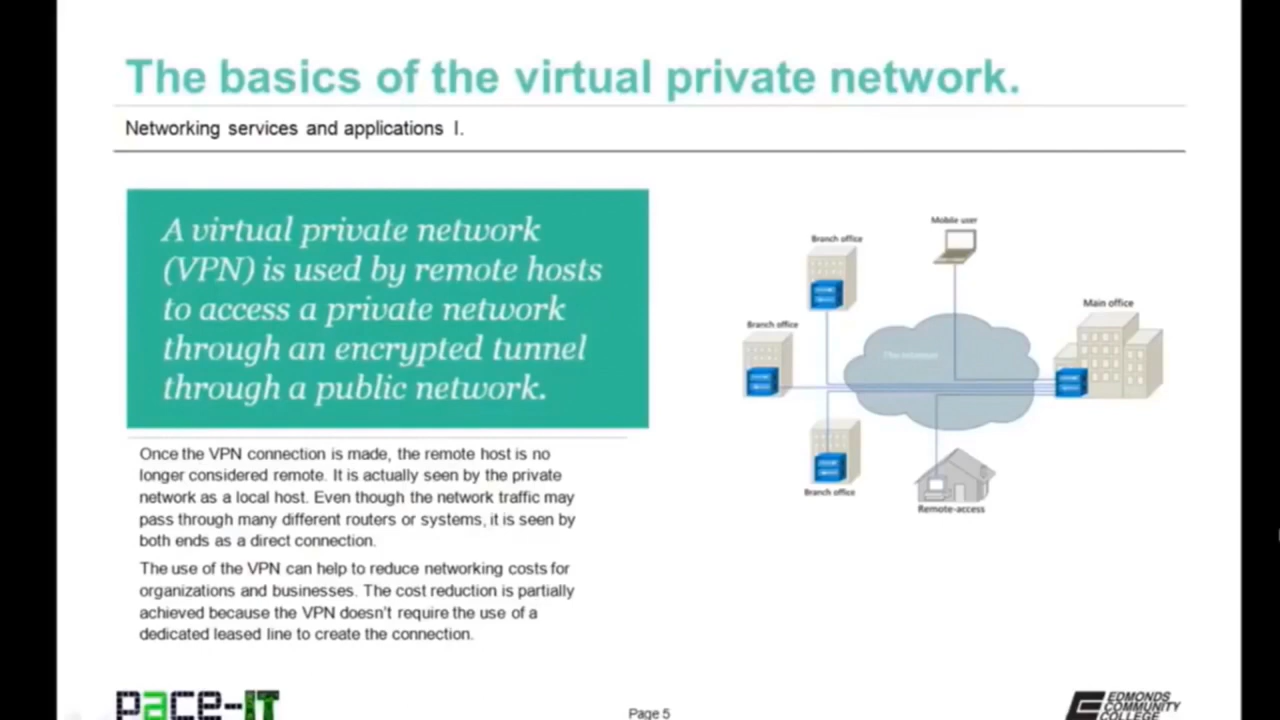 The basics of the virtual private network.
Networking services and applications I.
A virtual private network
(VPN) is used by remote hosts
to access a private network
through an encrypted tunnel
through a public network.
Once the VPN connection is made, the remote host is no
longer considered remote. It is actually seen by the private
network as a local host. Even though the network traffic may
pass through many different routers or systems, it is seen by
both ends as a direct connection.
The use of the VPN can help to reduce networking costs for
organizations and businesses. The cost reduction is partially
achieved because the VPN doesn't require the use of a
dedicated leased line to create the connection.
Mobile user
Branch office
Main office
Branch office
The internet
Branch office
Remote-access
PACE-IT
Page 5
EDMONDS
COMMUNITY
COLLEGE